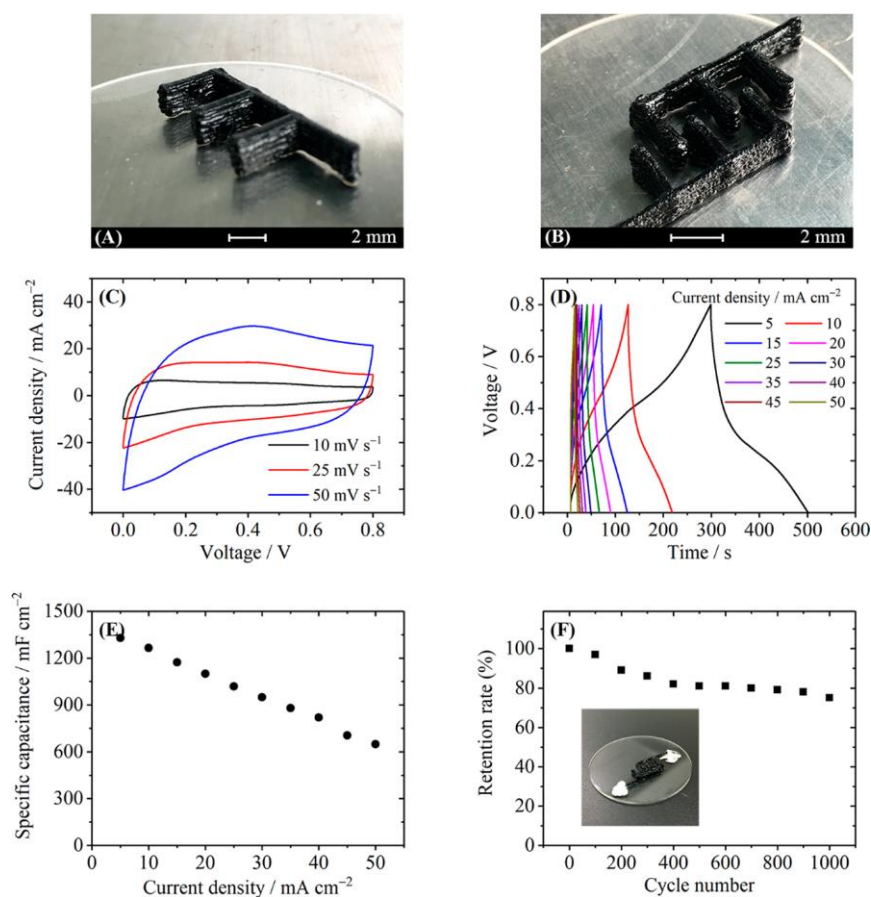 (A)
2 mm
(B)
2 mm
(C)
Current density / mA cm⁻²
40
20
0
-20
-40
10 mV s⁻¹
25 mV s⁻¹
50 mV s⁻¹
0.0 0.2 0.4 0.6 0.8
Voltage / V
(D)
Current density / mA cm⁻²
5 10
15 20
25 30
35 40
45 50
Voltage / V
0.8
0.6
0.4
0.2
0.0
0 100 200 300 400 500 600
Time / s
(E)
Specific capacitance / mF cm⁻²
1500
1200
900
600
300
0
0 10 20 30 40 50
Current density / mA cm⁻²
(F)
Retention rate (%)
100
80
60
40
20
0
0 200 400 600 800 1000
Cycle number